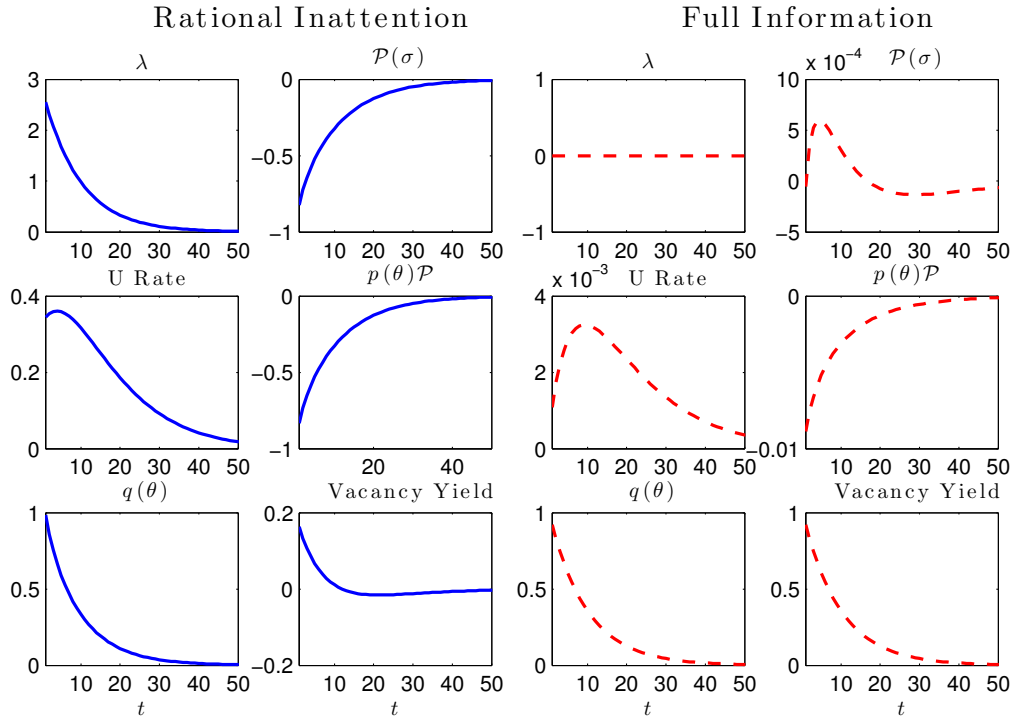 Rational Inattention
Full Information
λ
3
2
1
0
10 20 30 40 50
𝒫(σ)
0
−0.5
−1
10 20 30 40 50
λ
1
0
−1
10 20 30 40 50
x 10⁻⁴
𝒫(σ)
10
5
0
−5
10 20 30 40 50
U Rate
0.4
0.2
0
10 20 30 40 50
p(θ)𝒫
0
−0.5
−1
20 40
x 10⁻³
U Rate
4
2
0
10 20 30 40 50
p(θ)𝒫
0
−0.01
10 20 30 40 50
q(θ)
1
0.5
0
10 20 30 40 50
t
Vacancy Yield
0.2
0
−0.2
10 20 30 40 50
q(θ)
1
0.5
0
10 20 30 40 50
t
Vacancy Yield
1
0.5
0
10 20 30 40 50